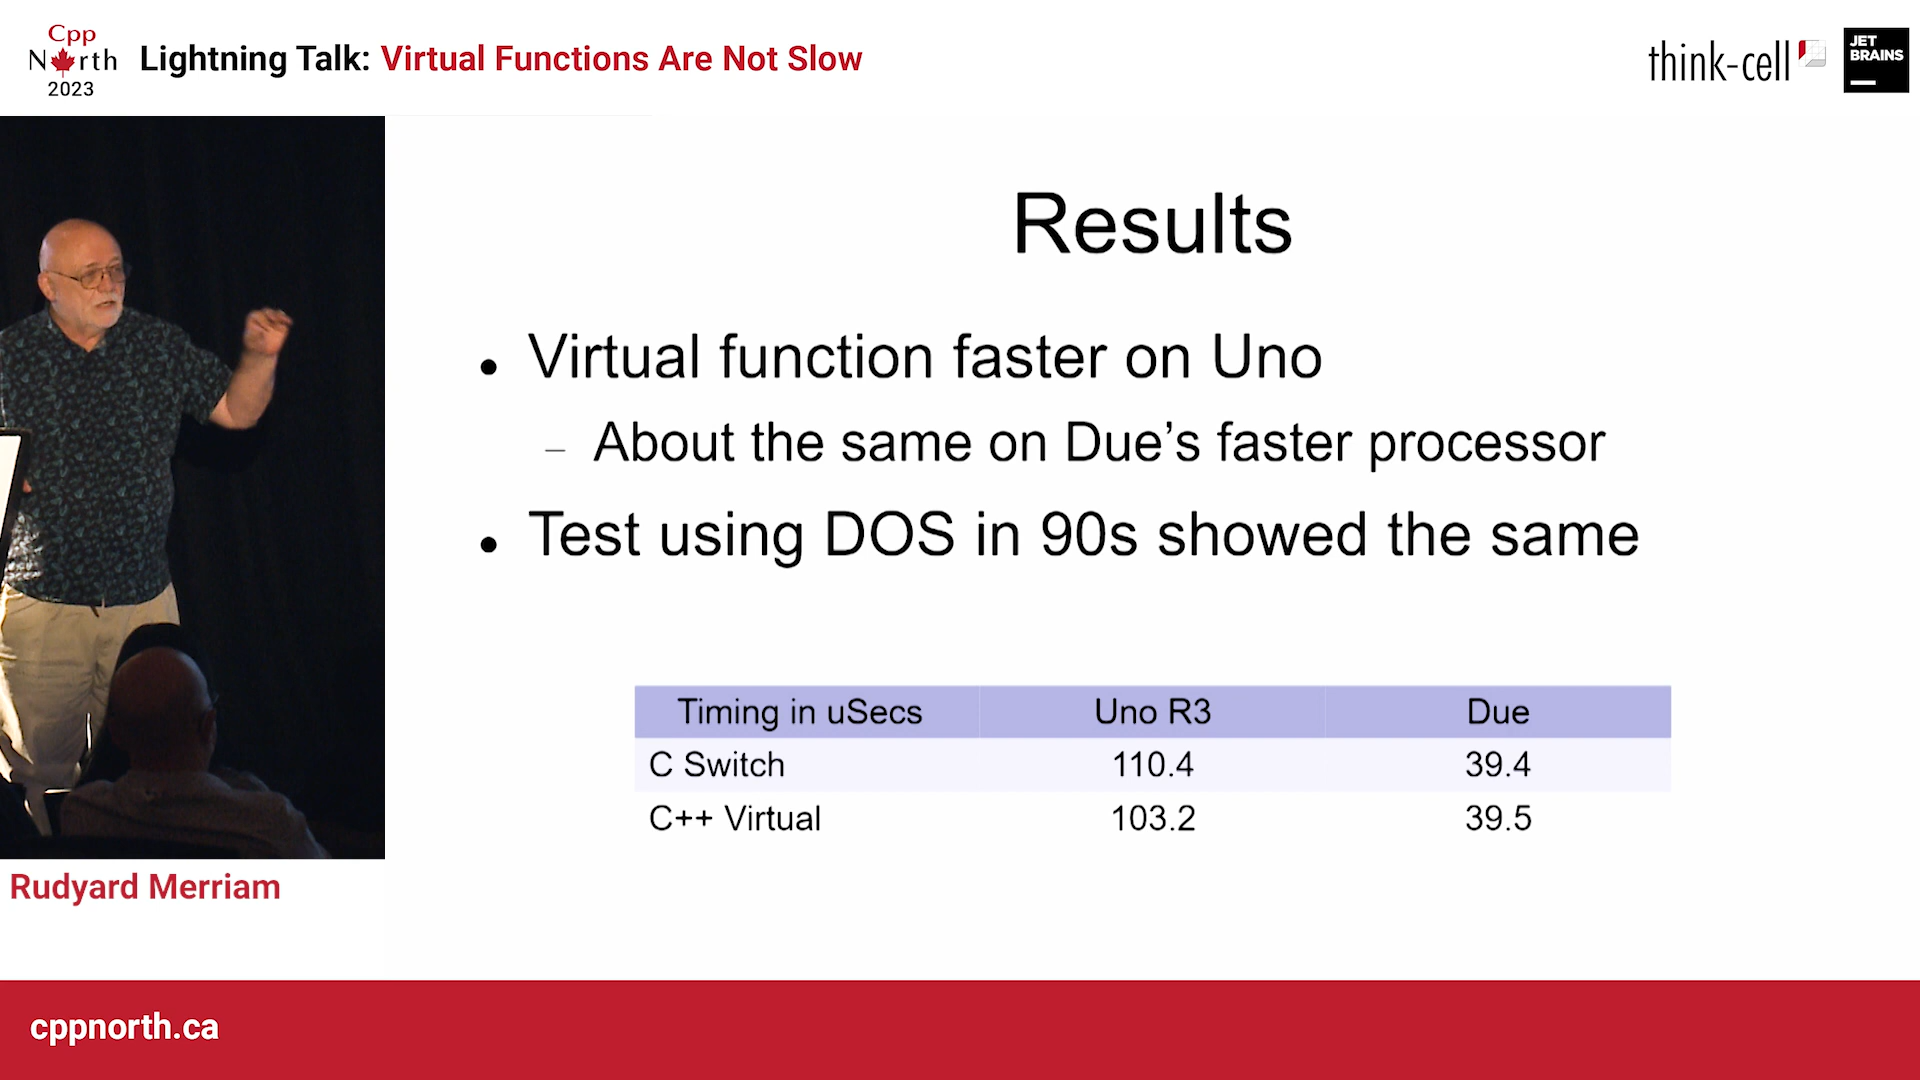 Cpp
North
2023
Lightning Talk: Virtual Functions Are Not Slow
think-cell
JET
BRAINS
Results
• Virtual function faster on Uno
– About the same on Due’s faster processor
• Test using DOS in 90s showed the same
Timing in uSecs Uno R3 Due
C Switch 110.4 39.4
C++ Virtual 103.2 39.5
Rudyard Merriam
cppnorth.ca